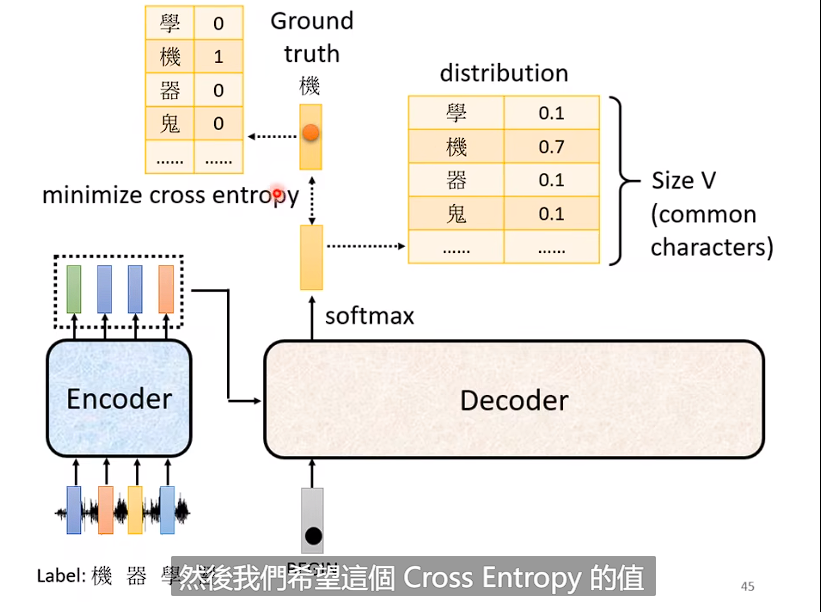 學 0
機 1
器 0
鬼 0
...... ......
Ground
truth
機
distribution
學 0.1
機 0.7
器 0.1
鬼 0.1
...... ......
Size V
(common
characters)
minimize cross entropy
softmax
Encoder
Decoder
Label: 機 器 學
然後我們希望這個 Cross Entropy 的值
45